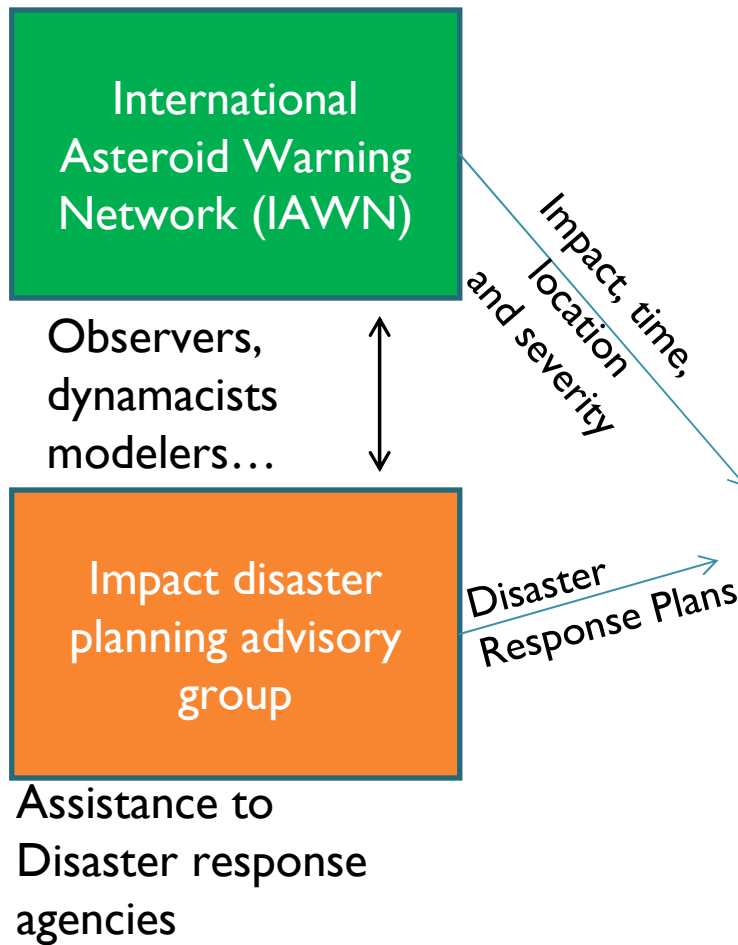 International
Asteroid Warning
Network (IAWN)
Impact, time,
location
and severity
Observers,
dynamacists
modelers…
Impact disaster
planning advisory
group
Disaster
Response Plans
Assistance to
Disaster response
agencies